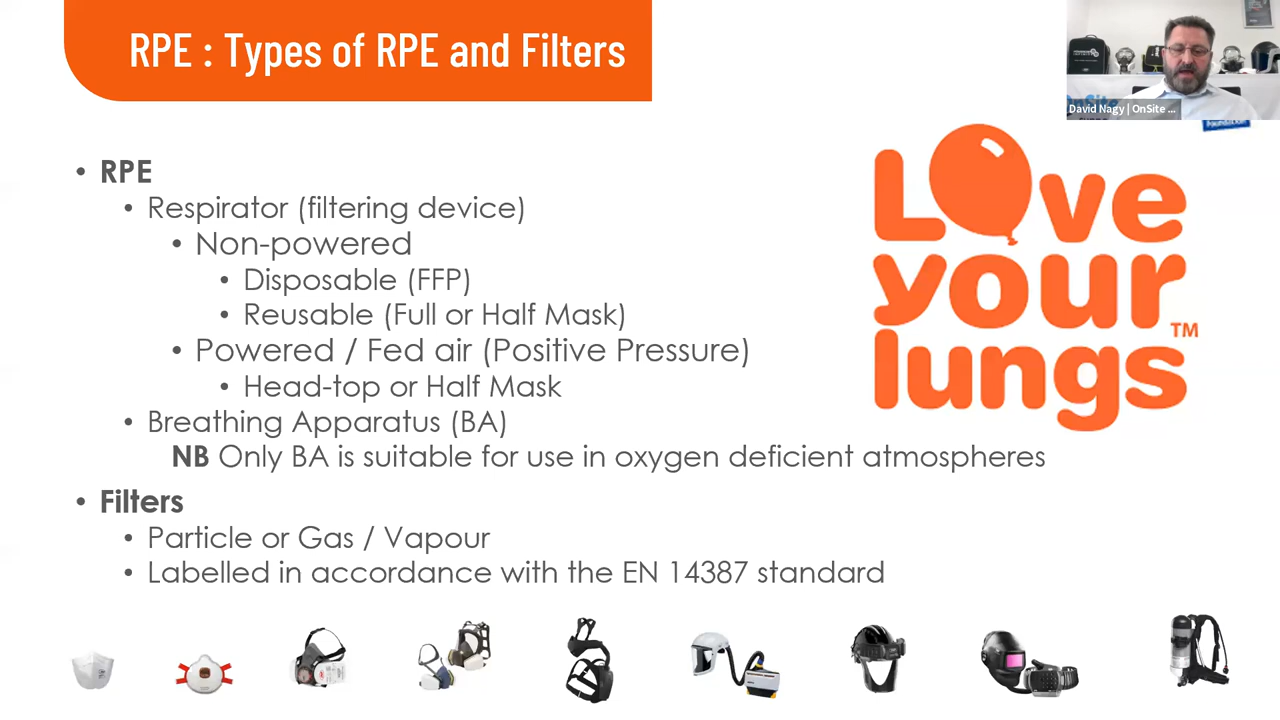 RPE : Types of RPE and Filters
David Nagy | OnSite ...
OnSite
Love
your
lungs™
• RPE
• Respirator (filtering device)
• Non-powered
• Disposable (FFP)
• Reusable (Full or Half Mask)
• Powered / Fed air (Positive Pressure)
• Head-top or Half Mask
• Breathing Apparatus (BA)
NB Only BA is suitable for use in oxygen deficient atmospheres
• Filters
• Particle or Gas / Vapour
• Labelled in accordance with the EN 14387 standard